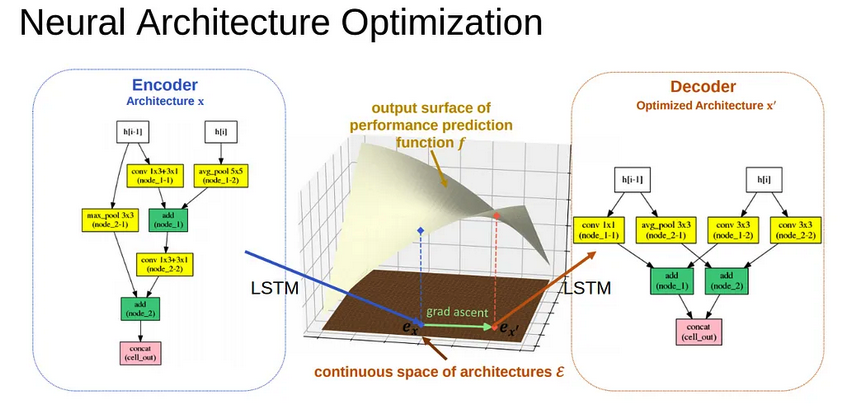 Neural Architecture Optimization
Encoder
Architecture x
h[i-1]
h[i]
conv 1x3+3x1
(node_1-1)
avg_pool 5x5
(node_1-2)
max_pool 3x3
(node_2-1)
add
(node_1)
conv 1x3+3x1
(node_2-2)
add
(node_2)
concat
(cell_out)
LSTM
output surface of
performance prediction
function f
grad ascent
eₓ
eₓ′
continuous space of architectures ℰ
LSTM
Decoder
Optimized Architecture x′
h[i-1]
h[i]
conv 1x1
(node_1-1)
avg_pool 3x3
(node_2-1)
conv 3x3
(node_1-2)
conv 3x3
(node_2-2)
add
(node_1)
add
(node_2)
concat
(cell_out)